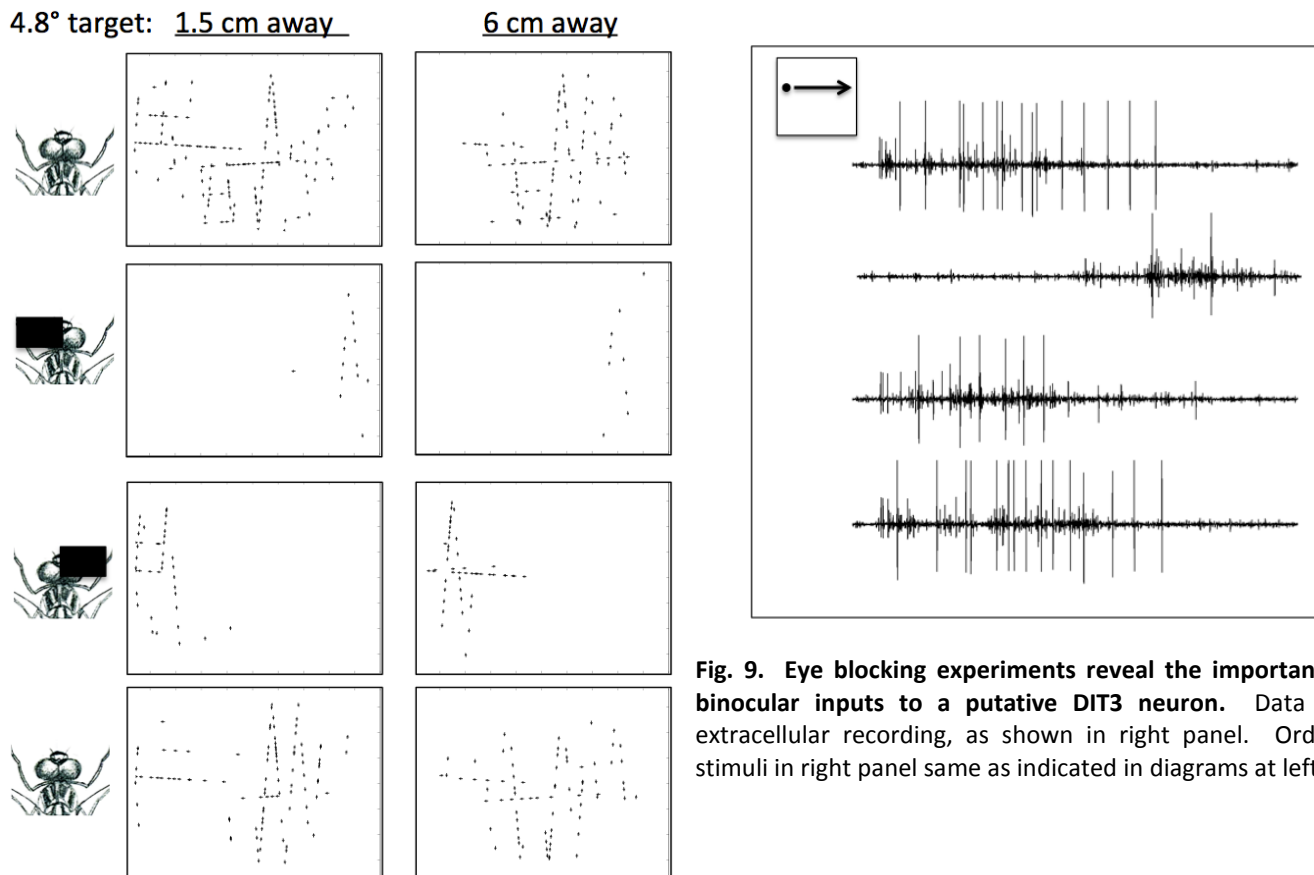 4.8° target: 1.5 cm away 6 cm away
Fig. 9. Eye blocking experiments reveal the importan
binocular inputs to a putative DIT3 neuron. Data
extracellular recording, as shown in right panel. Ord
stimuli in right panel same as indicated in diagrams at left